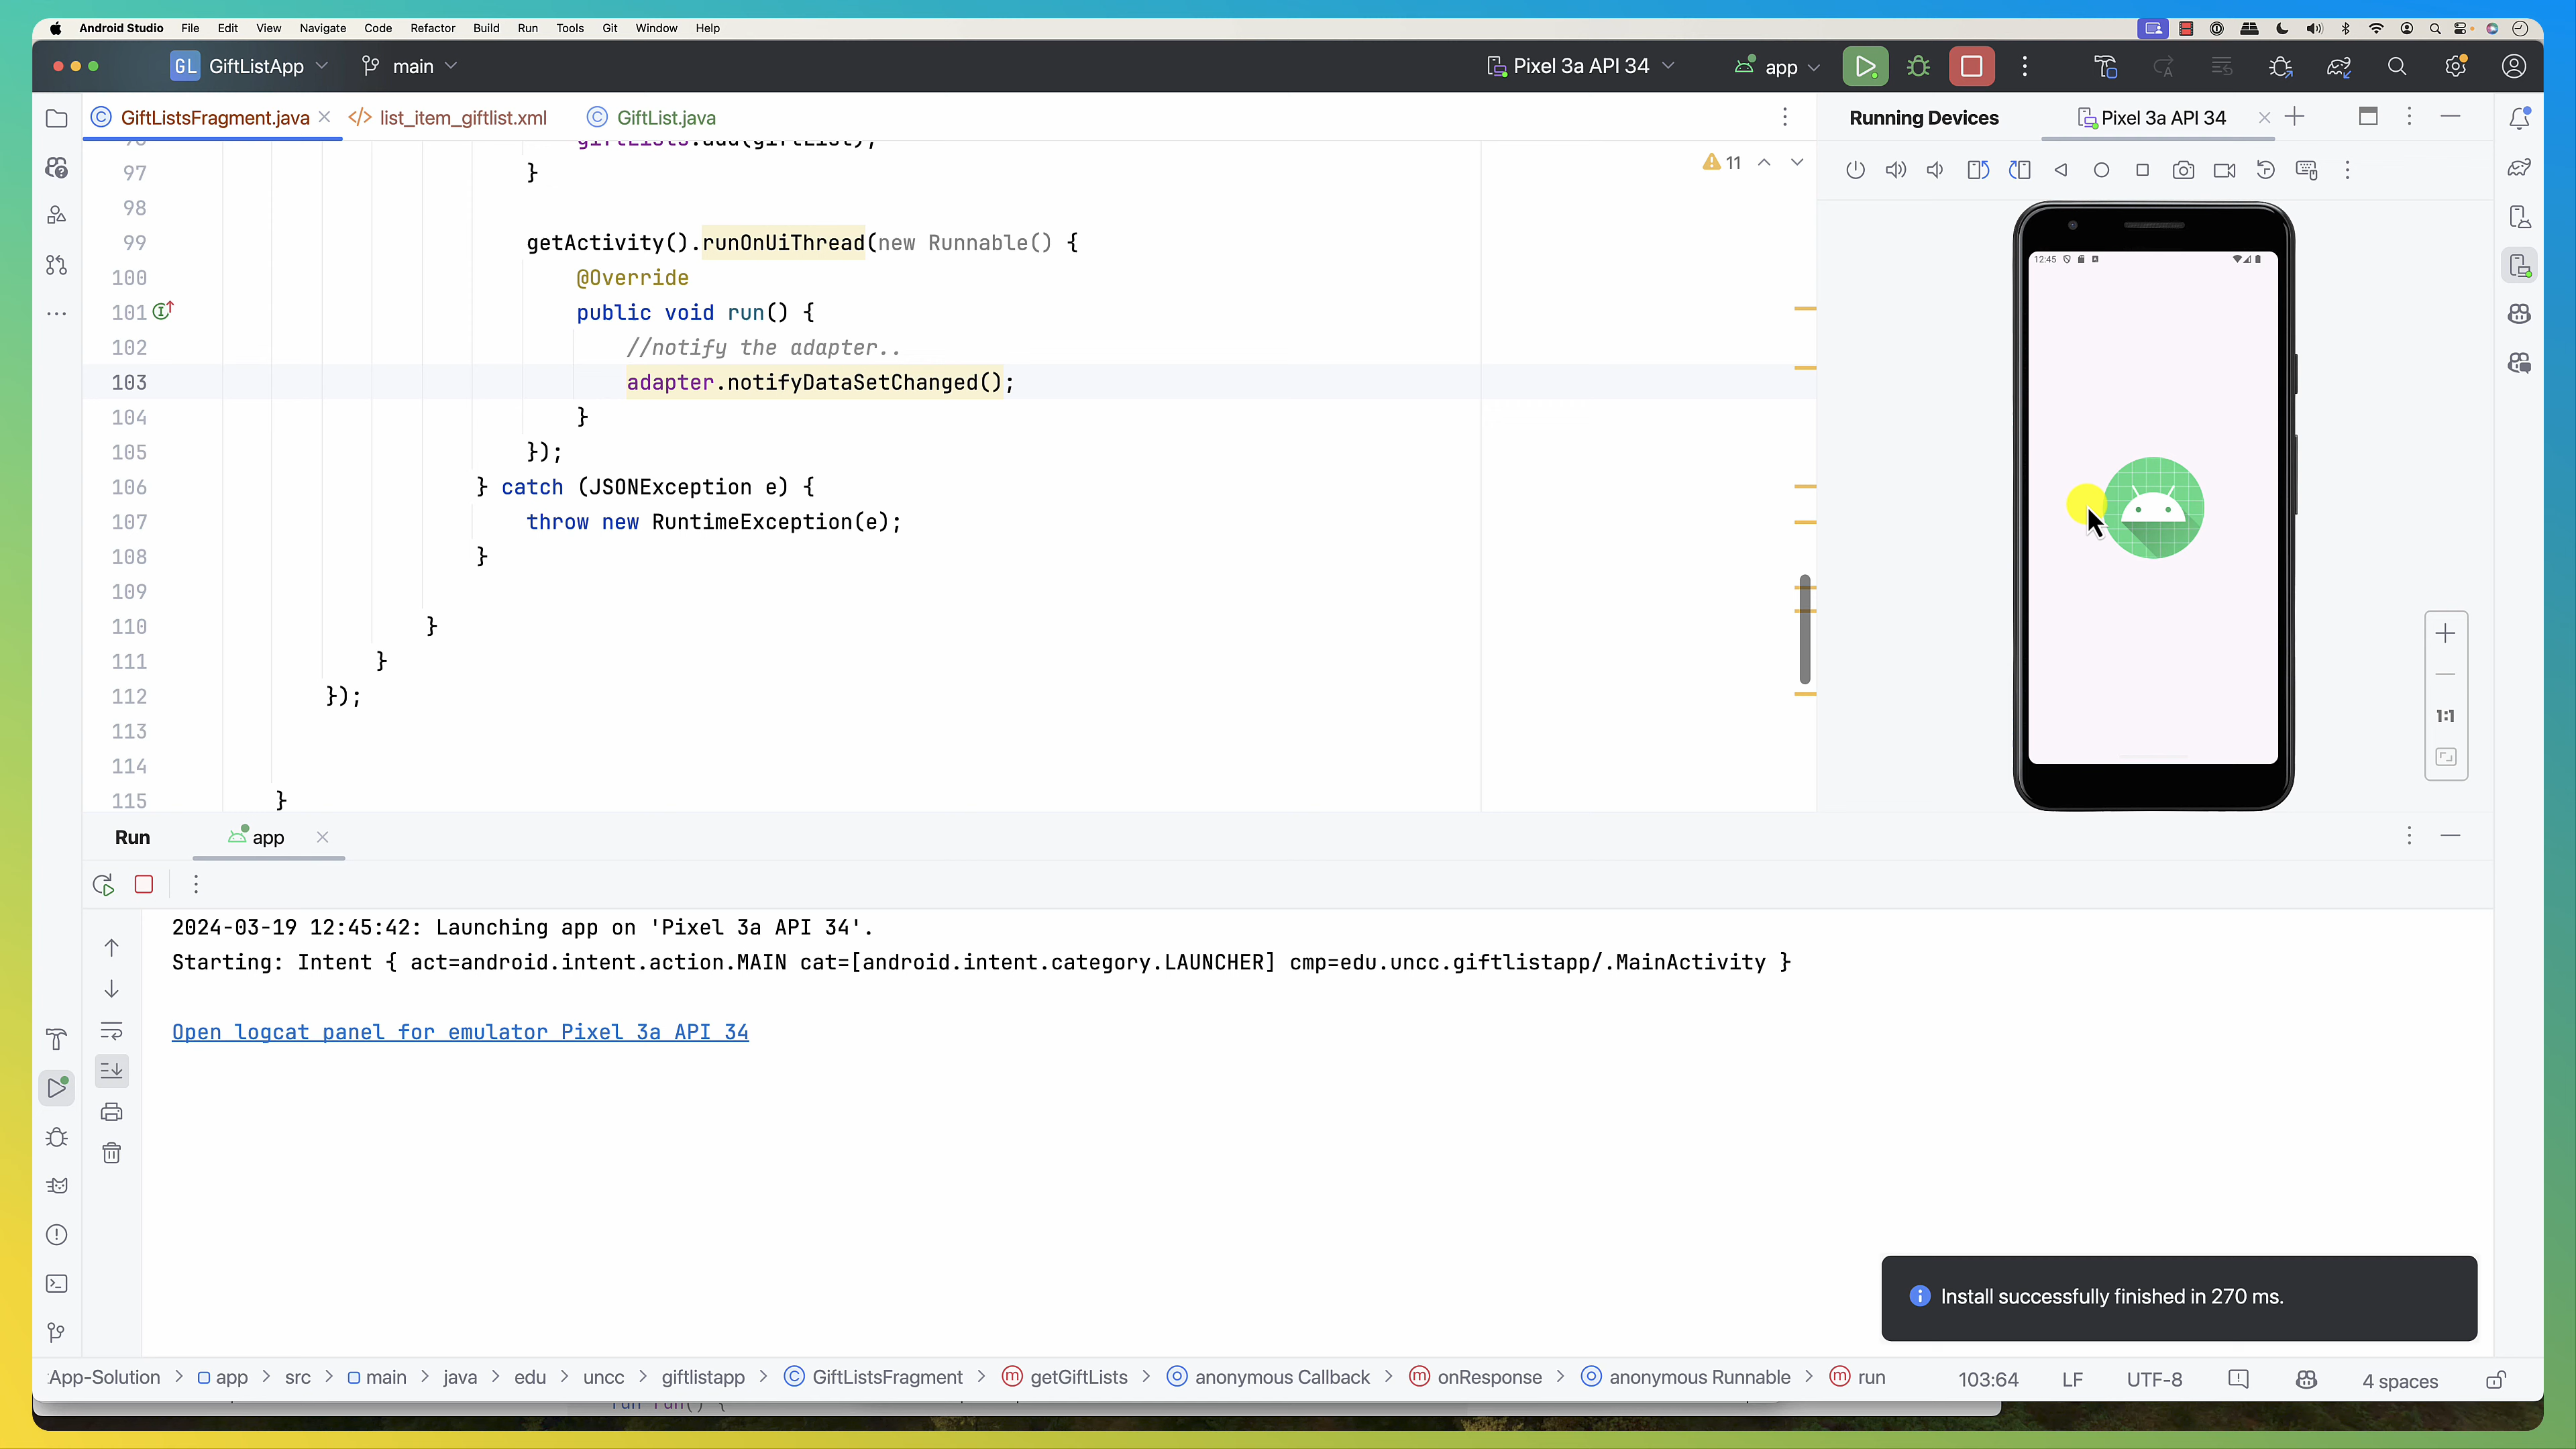 Android Studio File Edit View Navigate Code Refactor Build Run Tools Git Window Help
GL GiftListApp main Pixel 3a API 34 app
GiftListsFragment.java list_item_giftlist.xml GiftList.java
Running Devices Pixel 3a API 34
giftLists.add(giftList);
97 }
98
11
99 getActivity().runOnUiThread(new Runnable() {
100 @Override
101 public void run() {
102 //notify the adapter..
103 adapter.notifyDataSetChanged();
104 }
105 });
106 } catch (JSONException e) {
107 throw new RuntimeException(e);
108 }
109
110 }
111 }
112 });
113
114
115 }
12:45
1:1
Run app
2024-03-19 12:45:42: Launching app on 'Pixel 3a API 34'.
Starting: Intent { act=android.intent.action.MAIN cat=[android.intent.category.LAUNCHER] cmp=edu.uncc.giftlistapp/.MainActivity }
Open logcat panel for emulator Pixel 3a API 34
Install successfully finished in 270 ms.
App-Solution > app > src > main > java > edu > uncc > giftlistapp > GiftListsFragment > getGiftLists > anonymous Callback > onResponse > anonymous Runnable > run 103:64 LF UTF-8 4 spaces